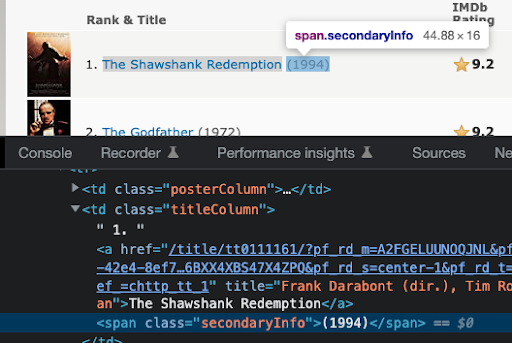 IMDb
Rank & Title
Rating
span.secondaryInfo 44.88 × 16
1. The Shawshank Redemption (1994)
9.2
2. The Godfather (1972)
9.2
Console Recorder Performance insights Sources Ne
<td class="posterColumn">…</td>
<td class="titleColumn">
" 1. "
<a href="/title/tt0111161/?pf_rd_m=A2FGELUUNOQJNL&pf
-42e4-8ef7…6BXX4XBS47X4ZPQ&pf_rd_s=center-1&pf_rd_t=
ef_=chttp_tt_1" title="Frank Darabont (dir.), Tim Ro
an">The Shawshank Redemption</a>
<span class="secondaryInfo">(1994)</span> == $0
</td>